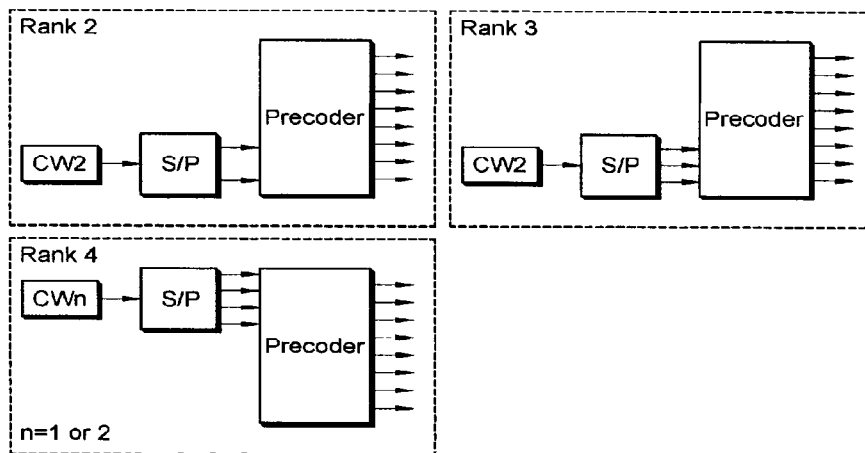 Rank 2
CW2
S/P
Precoder
Rank 3
CW2
S/P
Precoder
Rank 4
CWn
S/P
Precoder
n=1 or 2